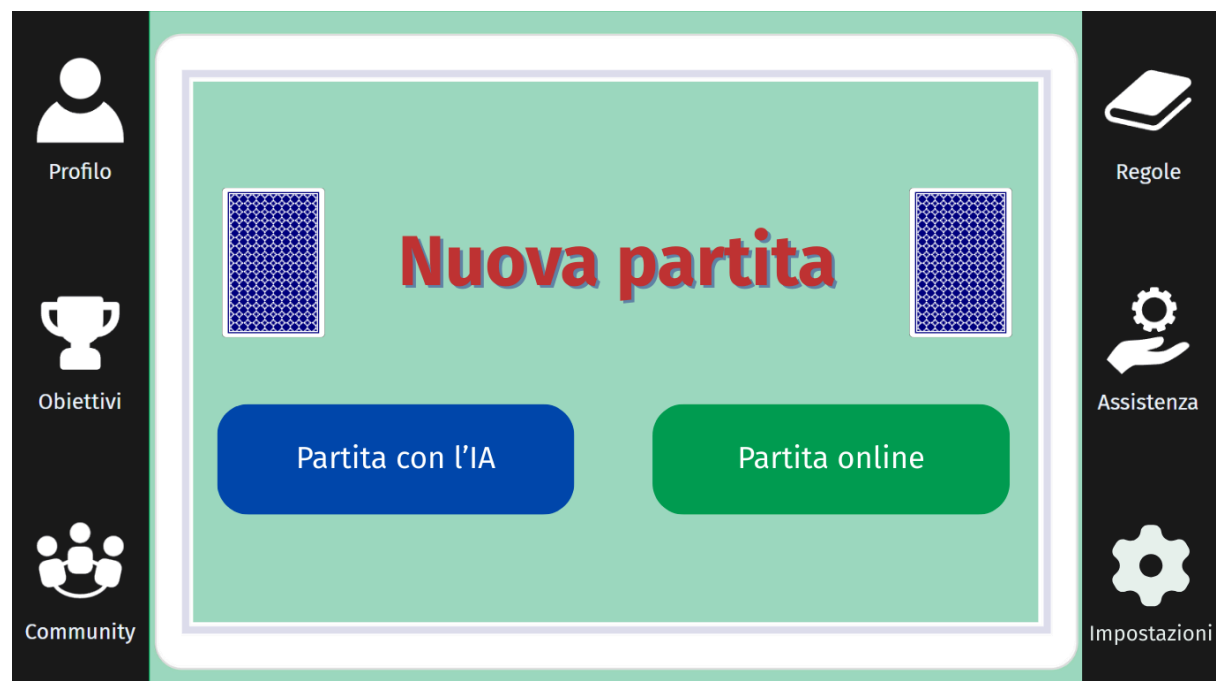 Profilo
Obiettivi
Community
Nuova partita
Partita con l’IA
Partita online
Regole
Assistenza
Impostazioni